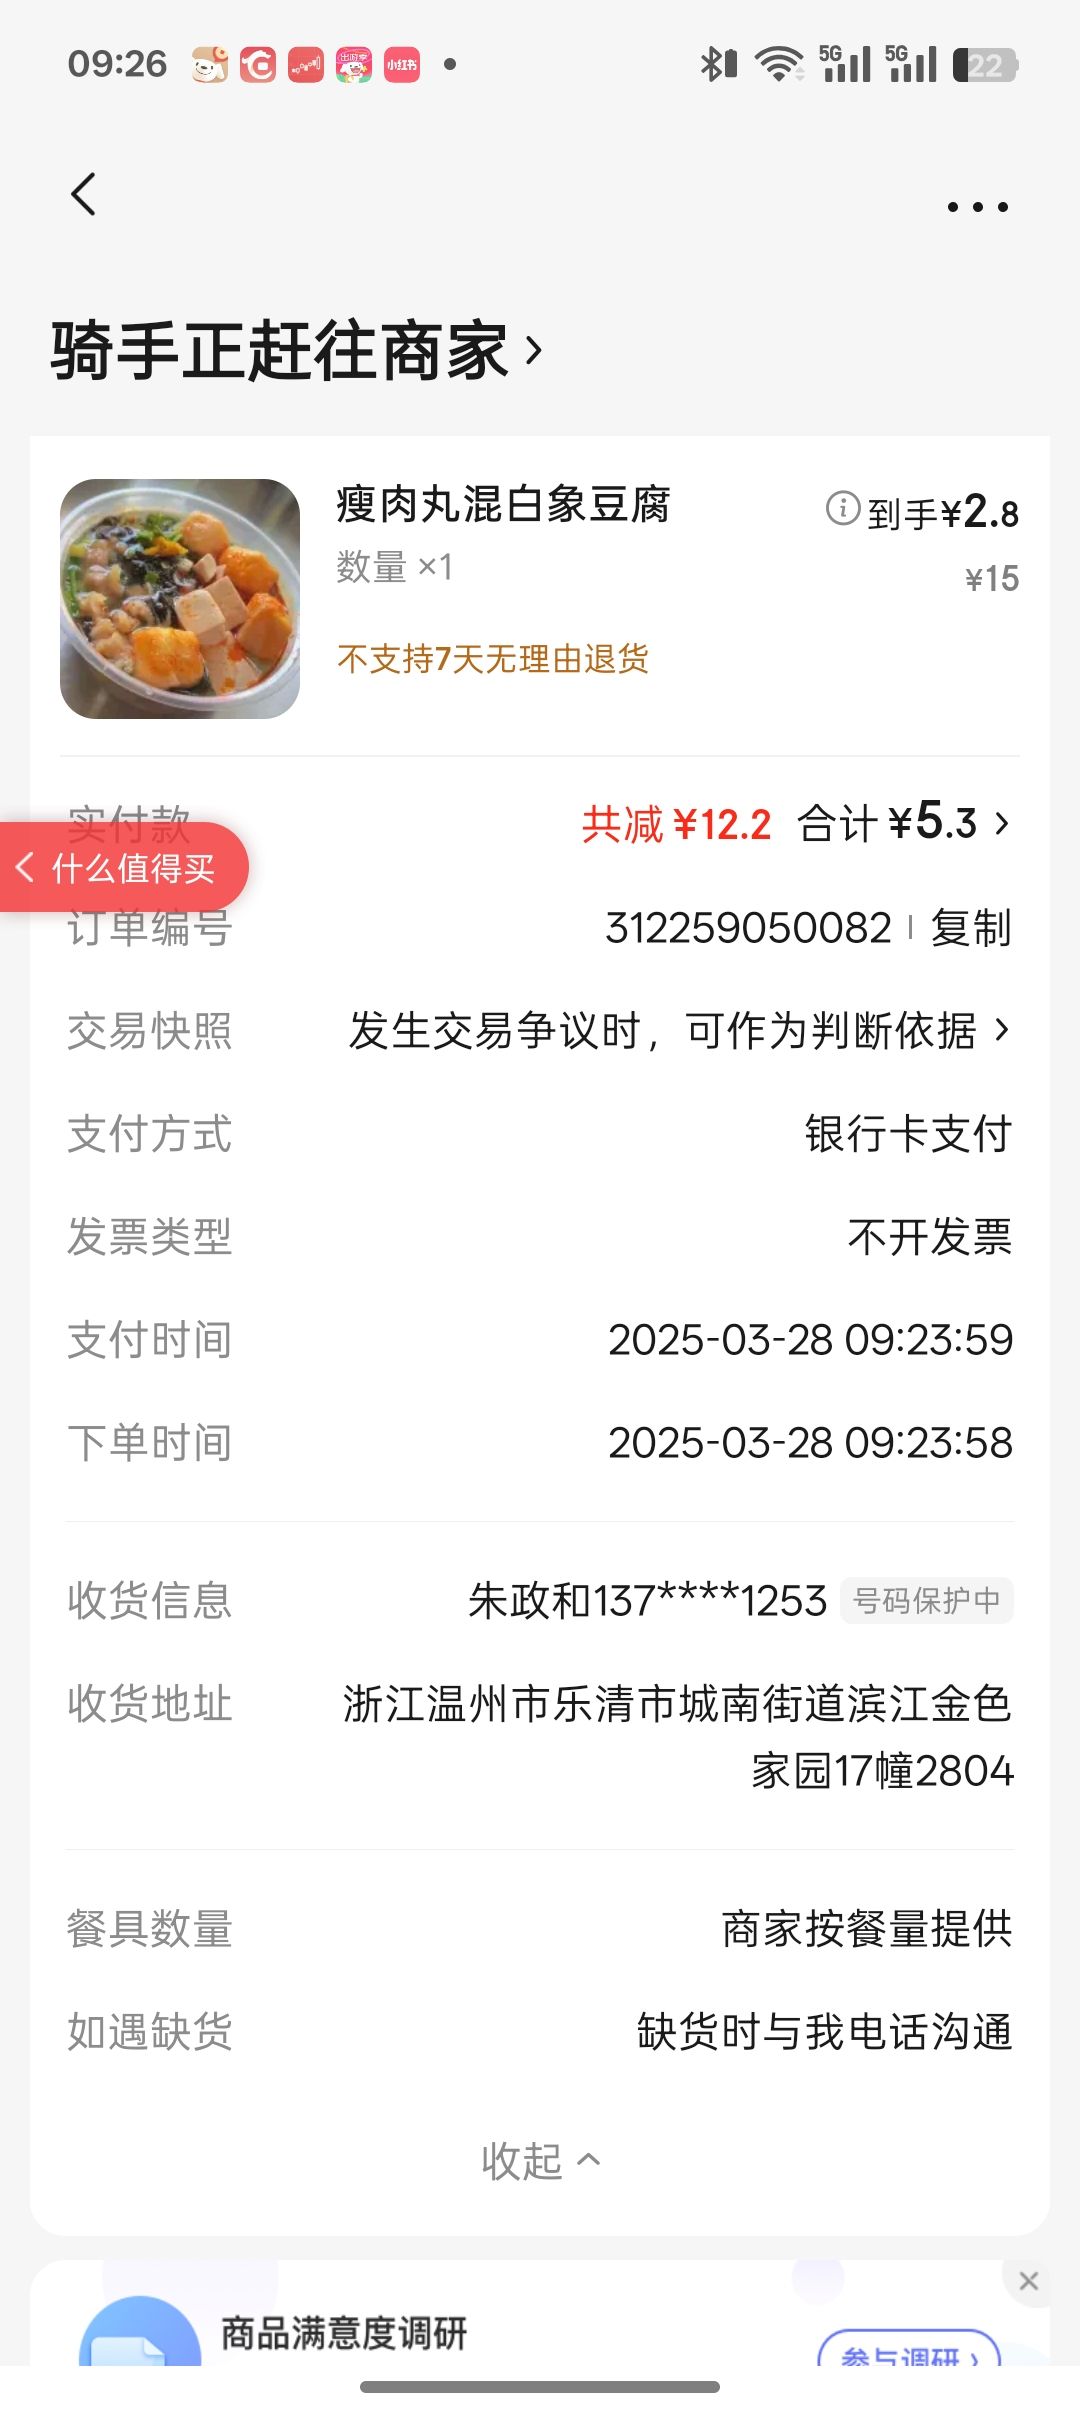 09:26
小红书
5G 5G 22
骑手正赶往商家
瘦肉丸混白象豆腐
到手¥2.8
数量 ×1
¥15
不支持7天无理由退货
实付款
共减 ¥12.2 合计 ¥5.3
什么值得买
订单编号
312259050082 复制
交易快照
发生交易争议时，可作为判断依据
支付方式
银行卡支付
发票类型
不开发票
支付时间
2025-03-28 09:23:59
下单时间
2025-03-28 09:23:58
收货信息
朱政和137****1253 号码保护中
收货地址
浙江温州市乐清市城南街道滨江金色
家园17幢2804
餐具数量
商家按餐量提供
如遇缺货
缺货时与我电话沟通
收起
商品满意度调研
参与调研